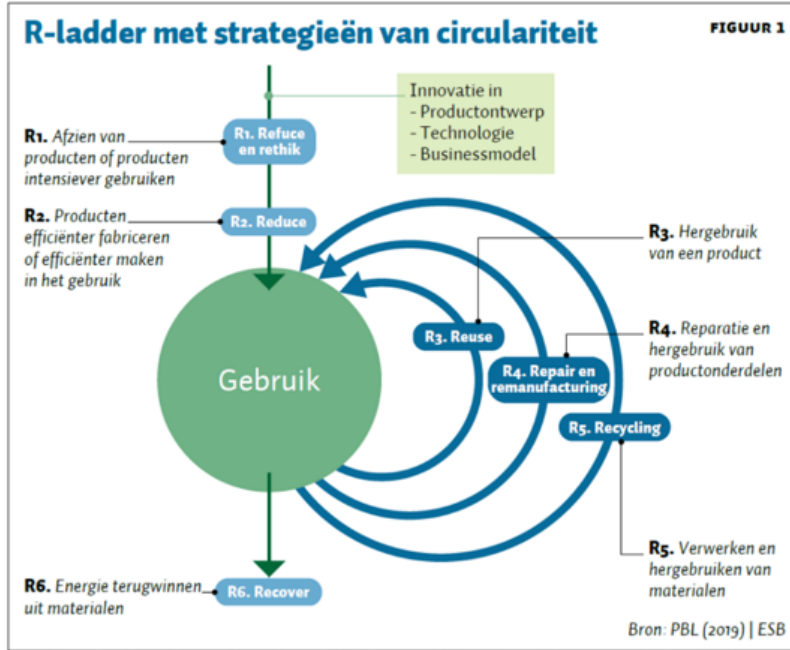 R-ladder met strategieën van circulariteit
FIGUUR 1
Innovatie in
- Productontwerp
- Technologie
- Businessmodel
R1. Afzien van
producten of producten
intensiever gebruiken
R1. Refuce
en rethik
R2. Producten
efficiënter fabriceren
of efficiënter maken
in het gebruik
R2. Reduce
R3. Hergebruik
van een product
R3. Reuse
R4. Reparatie en
hergebruik van
productonderdelen
R4. Repair en
remanufacturing
Gebruik
R5. Recycling
R5. Verwerken en
hergebruiken van
materialen
R6. Energie terugwinnen
uit materialen
R6. Recover
Bron: PBL (2019) | ESB